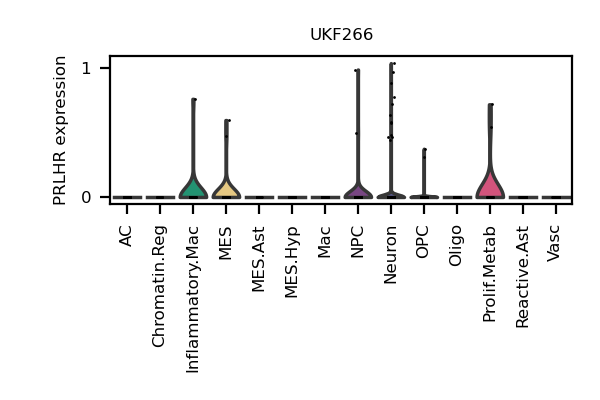 UKF266
PRLHR expression
1
0
AC
Chromatin.Reg
Inflammatory.Mac
MES
MES.Ast
MES.Hyp
Mac
NPC
Neuron
OPC
Oligo
Prolif.Metab
Reactive.Ast
Vasc